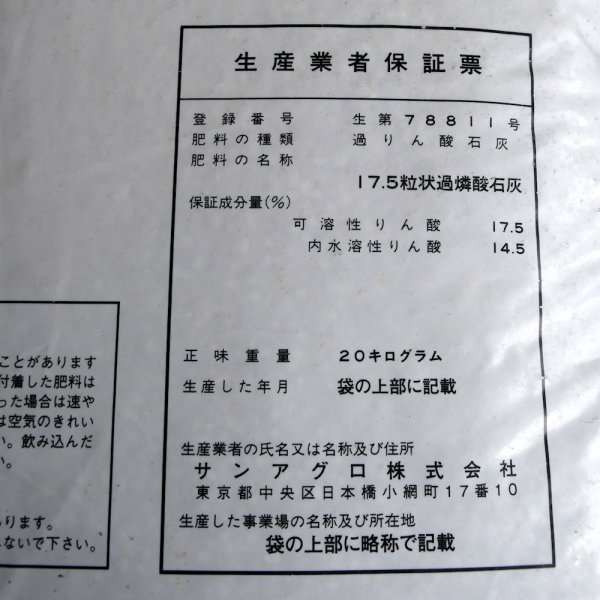 生産業者保証票
登録番号 生第78811号
肥料の種類 過りん酸石灰
肥料の名称
17.5粒状過燐酸石灰
保証成分量(%)
可溶性りん酸 17.5
内水溶性りん酸 14.5
正味重量 20キログラム
生産した年月 袋の上部に記載
生産業者の氏名又は名称及び住所
サンアグロ株式会社
東京都中央区日本橋小網町17番10
生産した事業場の名称及び所在地
袋の上部に略称で記載
ことがあります
付着した肥料は
った場合は速や
は空気のきれい
い。飲み込んだ
い。
あります。
ないで下さい。